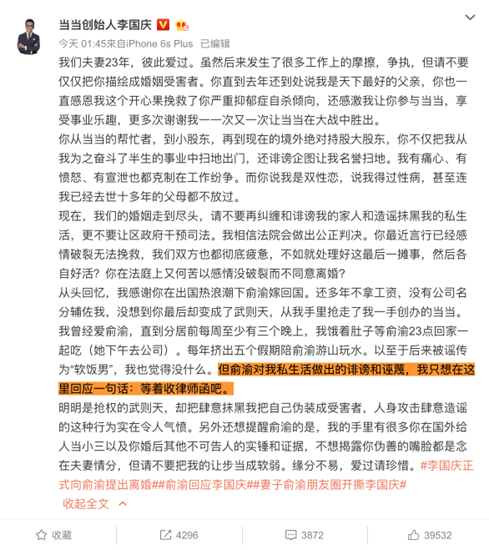 当当创始人李国庆
今天 01:45來自iPhone 6s Plus 已编辑
我们夫妻23年，彼此爱过。虽然后来发生了很多工作上的摩擦，争执，但请不要
仅仅把你描绘成婚姻受害者。你直到去年还到处说我是天下最好的父亲，你也一
直感恩我这个开心果挽救了你严重抑郁症自杀倾向，还感激我让你参与当当，享
受事业乐趣，更多次谢谢我一一次又一次让当当在大战中胜出。
你从当当的帮忙者，到小股东，再到现在的境外绝对持股大股东，你不仅把我从
我为之奋斗了半生的事业中扫地出门，还诽谤企图让我名誉扫地。我有痛心、有
愤怒、有宣泄也都克制在工作纷争。而你说我是双性恋，说我得过性病，甚至连
我已经去世十多年的父母都不放过。
现在，我们的婚姻走到尽头，请不要再纠缠和诽谤我的家人和造谣抹黑我的私生
活，更不要让区政府干预司法。我相信法院会做出公正判决。你最近言行已经感
情破裂无法挽救，我们双方也都彻底疲惫，不如就处理好这最后一摊事，然后各
自好活？你在法庭上又何苦以感情没破裂而不同意离婚？
从头回忆，我感谢你在出国热浪潮下俞渝嫁回国。还多年不拿工资，没有公司名
分辅佐我，没想到你最后却变成了武则天，从我手里抢走了我一手创办的当当。
我曾经爱俞渝，直到分居前每周至少有三个晚上，我饿着肚子等俞渝23点回家一
起吃（她下午去公司）。每年挤出五个假期陪俞渝游山玩水。以至于后来被谣传
为“软饭男”，我也觉得没什么。但俞渝对我私生活做出的诽谤和诬蔑，我只想在这
里回应一句话：等着收律师函吧。
明明是抢权的武则天，却把肆意抹黑我把自己伪装成受害者，人身攻击肆意造谣
的这种行为实在令人气愤。另外还想提醒俞渝的是，我的手里有很多你在国外给
人当小三以及你婚后其他不可告人的实锤和证据，不想揭露你伪善的嘴脸都是念
在夫妻情分，但请不要把我的让步当成软弱。缘分不易，爱过请珍惜。#李国庆正
式向俞渝提出离婚##俞渝回应李国庆##妻子俞渝朋友圈开撕李国庆#
收起全文
收藏
4296
3872
39532